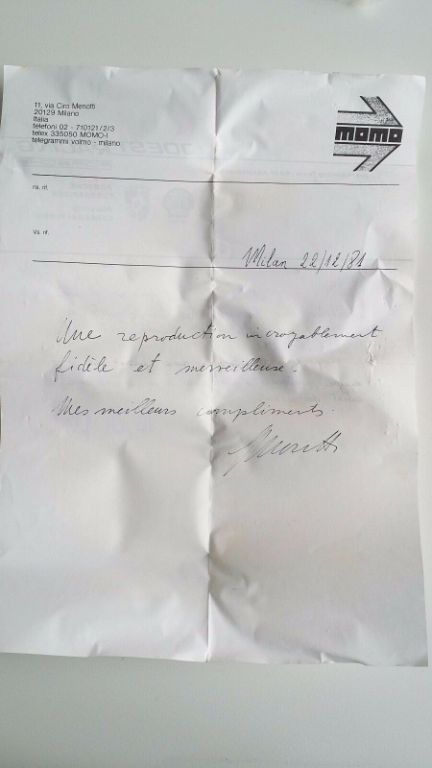 11, via Ciro Menotti
20129 Milano
Italia
telefoni 02 - 710121/2/3
telex 335050 MOMO-I
telegrammi volmo - milano
momo
ns. rif.
Vs. rif.
Milan 22/12/81
Une reproduction incroyablement
fidèle et merveilleuse.
Mes meilleurs compliments.